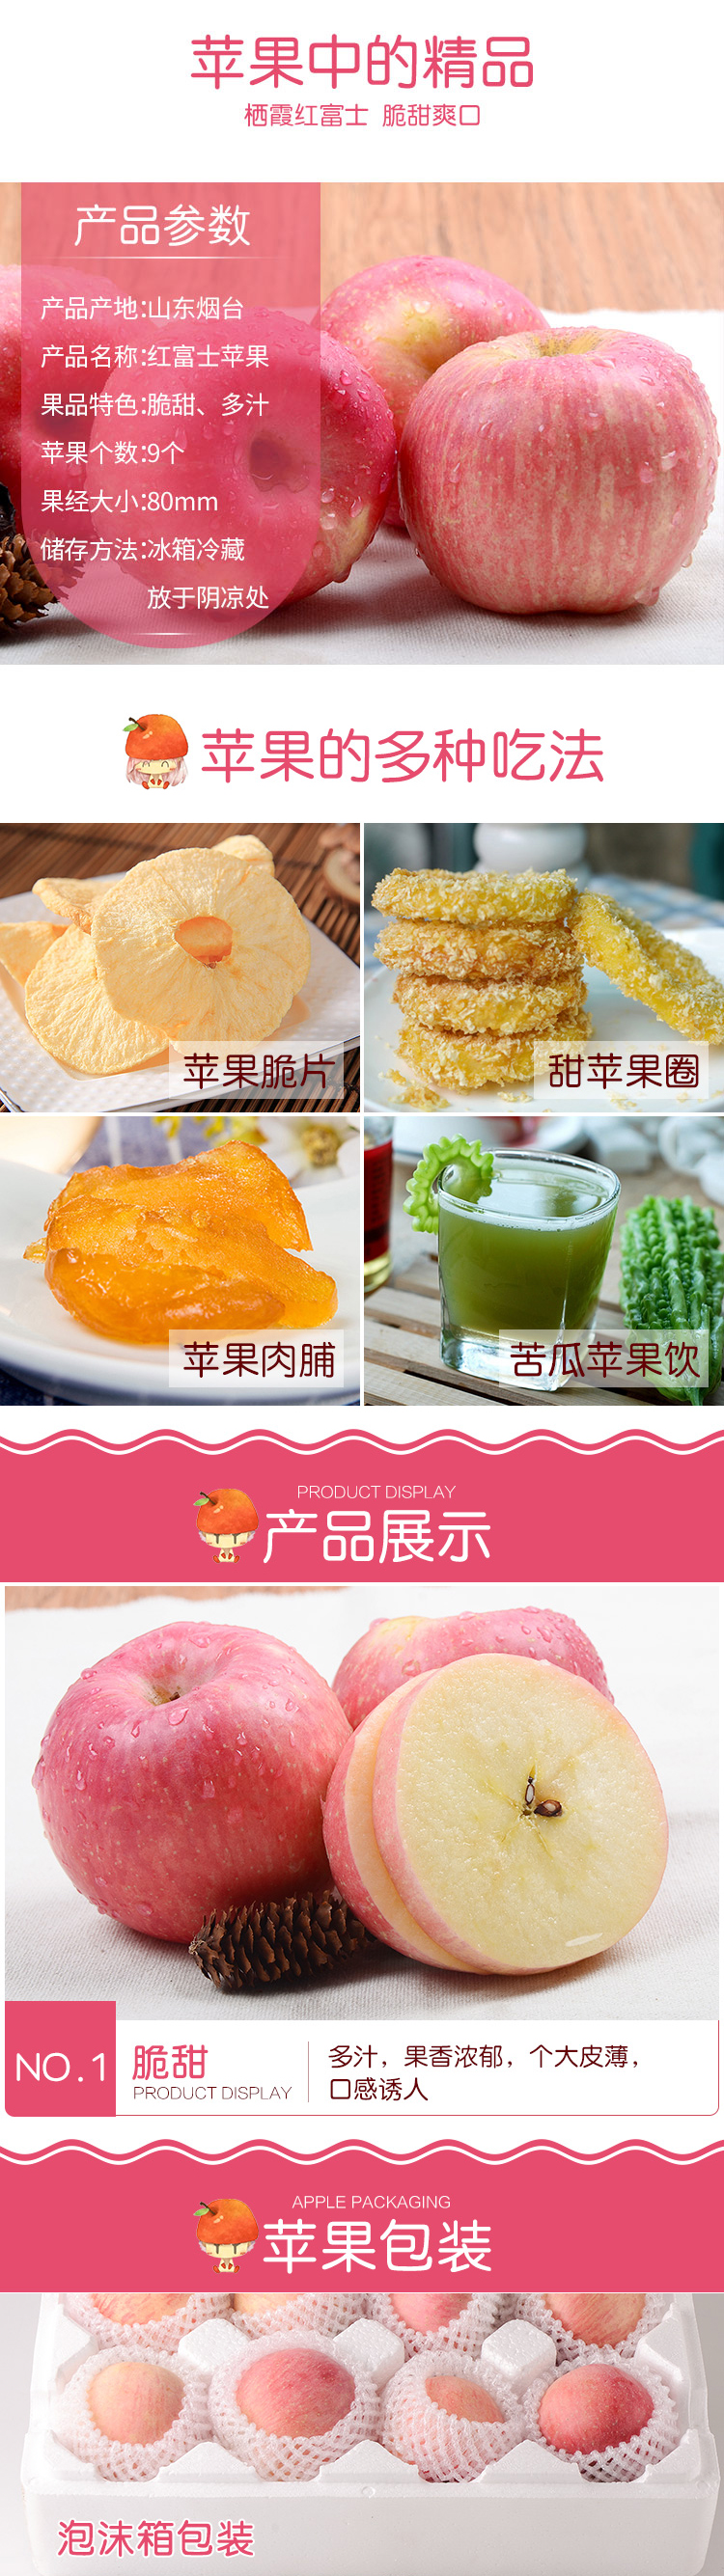 苹果中的精品
栖霞红富士 脆甜爽口
产品参数
产品产地:山东烟台
产品名称:红富士苹果
果品特色:脆甜、多汁
苹果个数:9个
果经大小:80mm
储存方法:冰箱冷藏
放于阴凉处
苹果的多种吃法
苹果脆片
甜苹果圈
苹果肉脯
苦瓜苹果饮
PRODUCT DISPLAY
产品展示
NO.1
脆甜
PRODUCT DISPLAY
多汁，果香浓郁，个大皮薄，
口感诱人
APPLE PACKAGING
苹果包装
泡沫箱包装